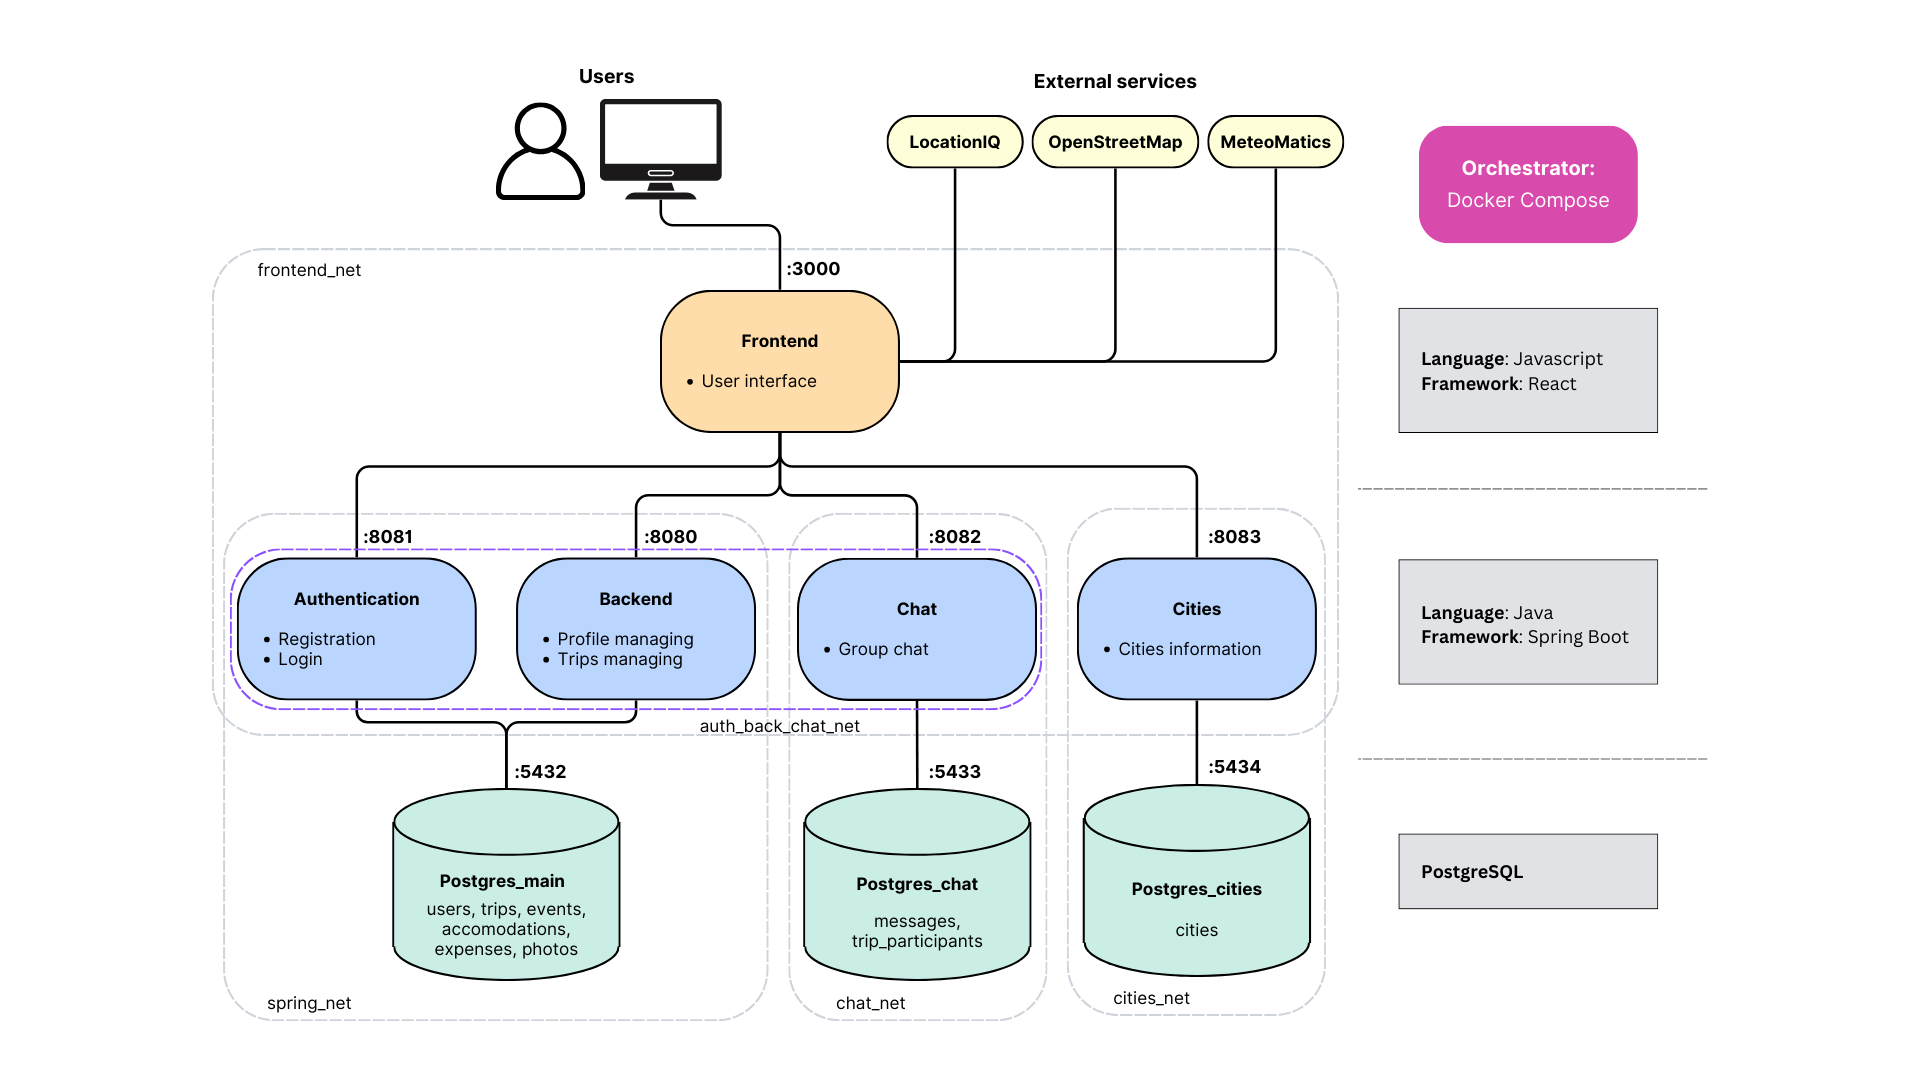 Users
External services
LocationIQ
OpenStreetMap
MeteoMatics
Orchestrator:
Docker Compose
frontend_net
:3000
Frontend
• User interface
Language: Javascript
Framework: React
:8081
:8080
:8082
:8083
Authentication
• Registration
• Login
Backend
• Profile managing
• Trips managing
Chat
• Group chat
Cities
• Cities information
Language: Java
Framework: Spring Boot
auth_back_chat_net
:5432
:5433
:5434
Postgres_main
users, trips, events,
accomodations,
expenses, photos
Postgres_chat
messages,
trip_participants
Postgres_cities
cities
PostgreSQL
spring_net
chat_net
cities_net